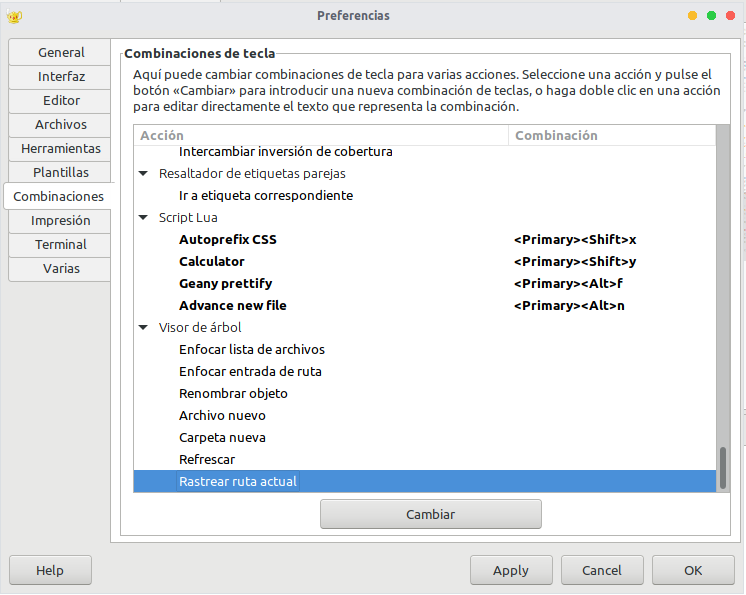 Preferencias
General
Interfaz
Editor
Archivos
Herramientas
Plantillas
Combinaciones
Impresión
Terminal
Varias
Combinaciones de tecla
Aquí puede cambiar combinaciones de tecla para varias acciones. Seleccione una acción y pulse el
botón «Cambiar» para introducir una nueva combinación de teclas, o haga doble clic en una acción
para editar directamente el texto que representa la combinación.
Acción Combinación
Intercambiar inversión de cobertura
Resaltador de etiquetas parejas
Ir a etiqueta correspondiente
Script Lua
Autoprefix CSS <Primary><Shift>x
Calculator <Primary><Shift>y
Geany prettify <Primary><Alt>f
Advance new file <Primary><Alt>n
Visor de árbol
Enfocar lista de archivos
Enfocar entrada de ruta
Renombrar objeto
Archivo nuevo
Carpeta nueva
Refrescar
Rastrear ruta actual
Cambiar
Help Apply Cancel OK